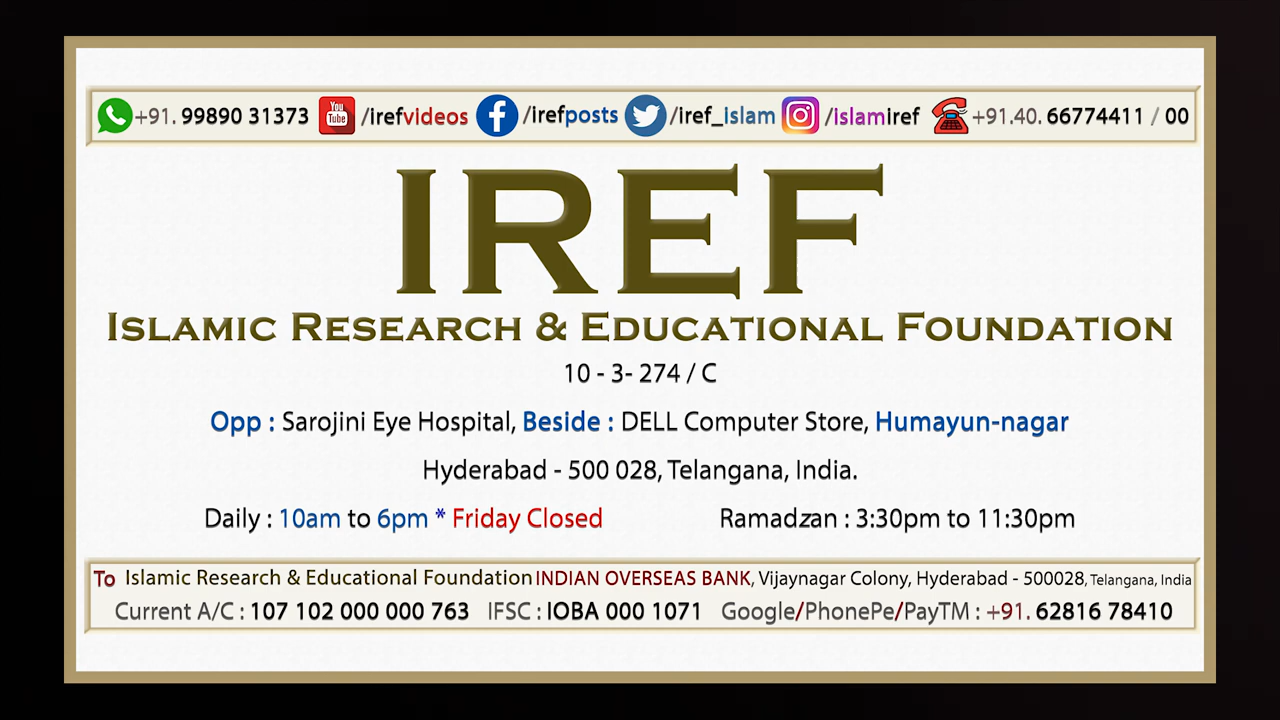 +91. 99890 31373 You Tube /irefvideos f /irefposts /iref_islam /islamiref +91.40. 66774411 / 00
IREF
ISLAMIC RESEARCH & EDUCATIONAL FOUNDATION
10 - 3- 274 / C
Opp : Sarojini Eye Hospital, Beside : DELL Computer Store, Humayun-nagar
Hyderabad - 500 028, Telangana, India.
Daily : 10am to 6pm * Friday Closed Ramadzan : 3:30pm to 11:30pm
To Islamic Research & Educational Foundation INDIAN OVERSEAS BANK, Vijaynagar Colony, Hyderabad - 500028, Telangana, India
Current A/C : 107 102 000 000 763 IFSC : IOBA 000 1071 Google/PhonePe/PayTM : +91. 62816 78410